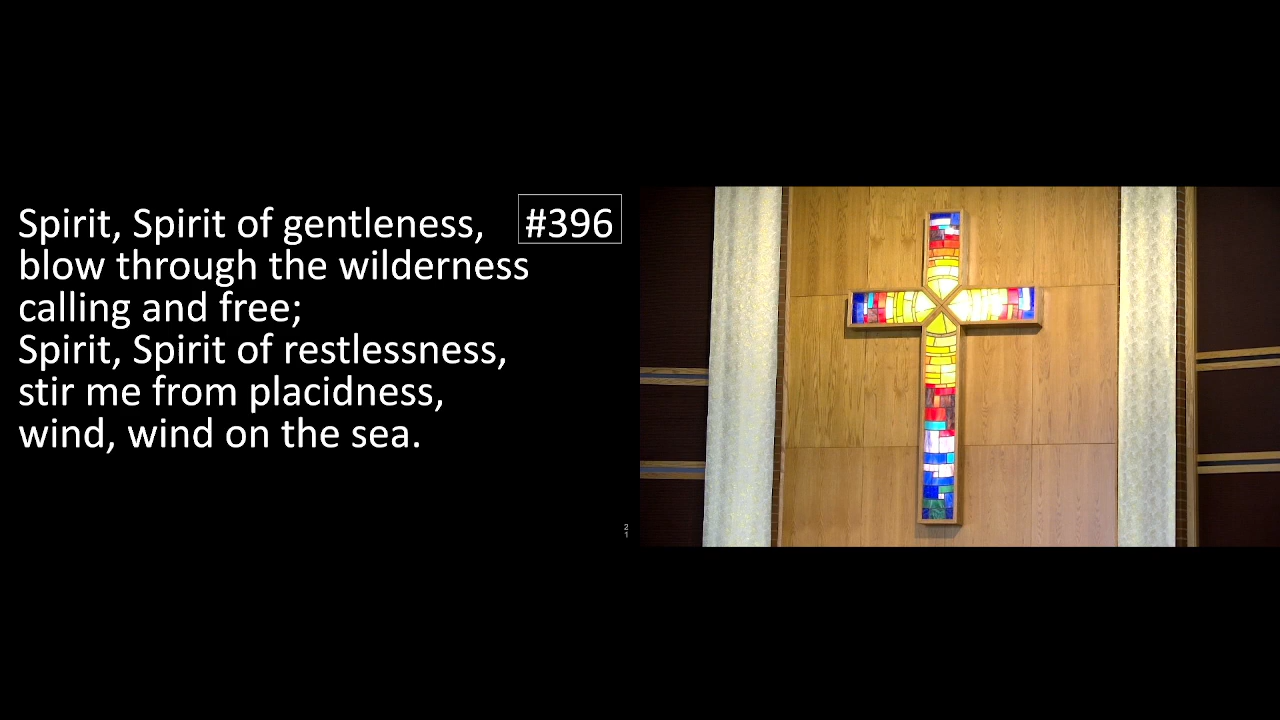 Spirit, Spirit of gentleness,
#396
blow through the wilderness
calling and free;
Spirit, Spirit of restlessness,
stir me from placidness,
wind, wind on the sea.
21